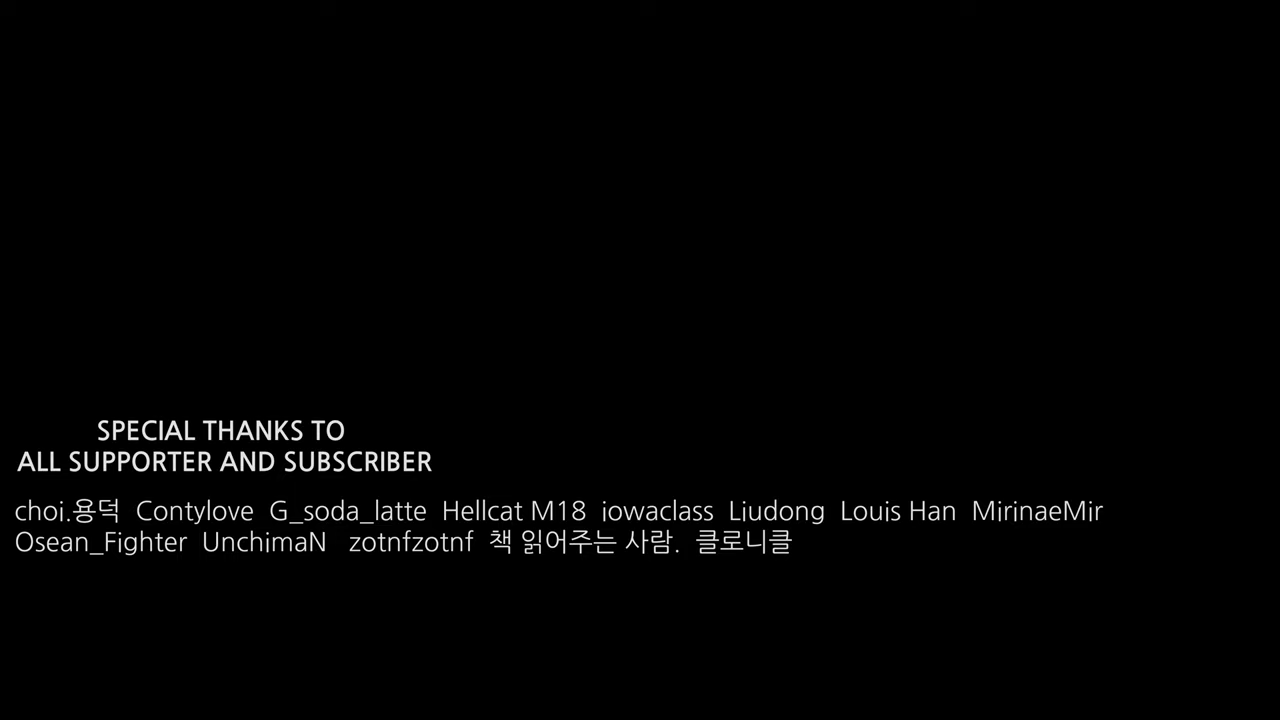 SPECIAL THANKS TO
ALL SUPPORTER AND SUBSCRIBER
choi.용덕 Contylove G_soda_latte Hellcat M18 iowaclass Liudong Louis Han MirinaeMir
Osean_Fighter UnchimaN zotnfzotnf 책 읽어주는 사람. 클로니클